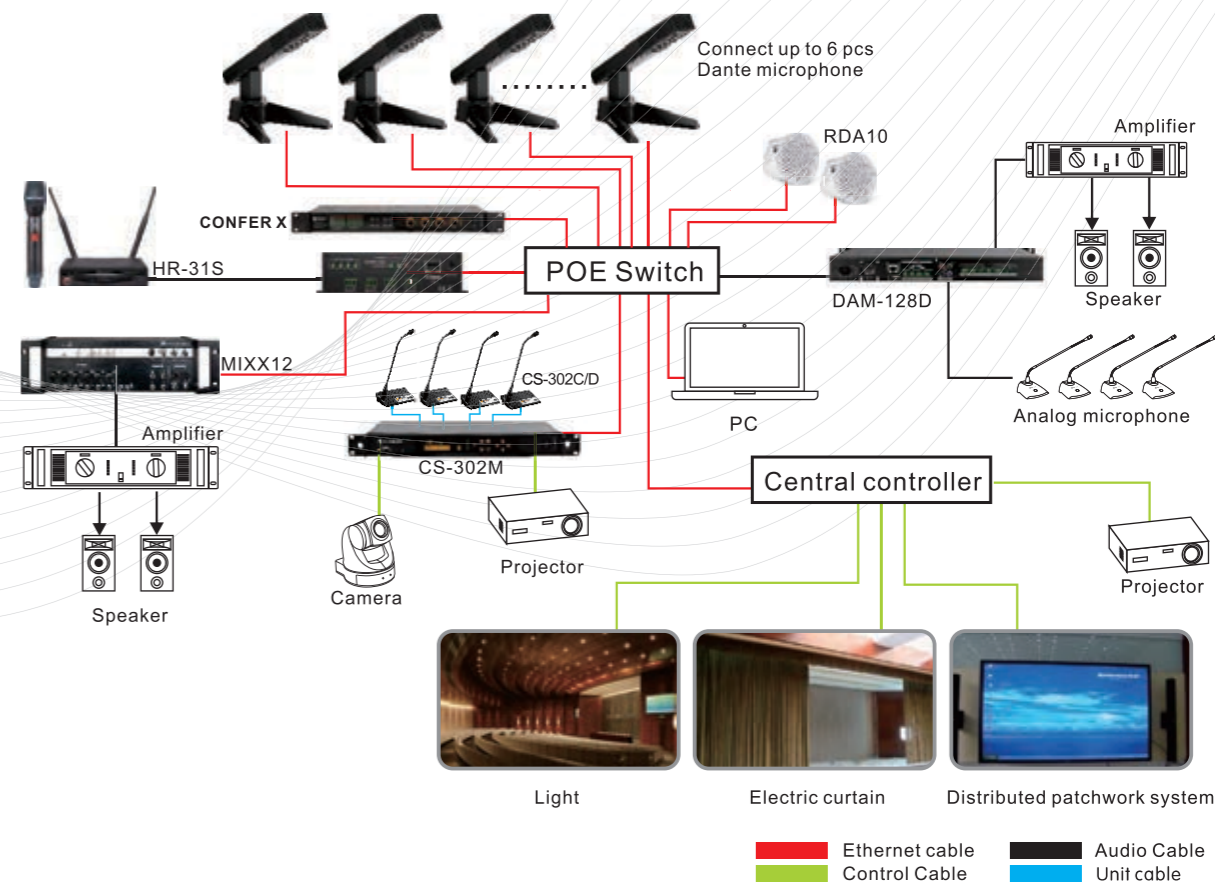 Connect up to 6 pcs
Dante microphone
RDA10
Amplifier
CONFER X
HR-31S
POE Switch
DAM-128D
Speaker
MIXX12
CS-302C/D
PC
Analog microphone
Amplifier
CS-302M
Central controller
Projector
Projector
Camera
Speaker
Light
Electric curtain
Distributed patchwork system
Ethernet cable
Audio Cable
Control Cable
Unit cable